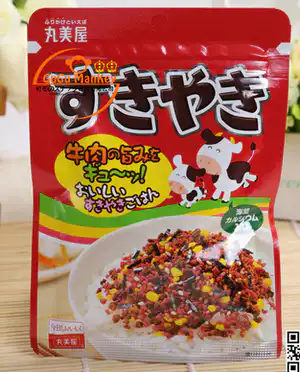 ふりかけといえば
丸美屋
GaGa Mankey
すきやき
牛肉の旨みを
ギュ〜ッ!
おいしい
すきやきごはん
カルシウム
丸美屋